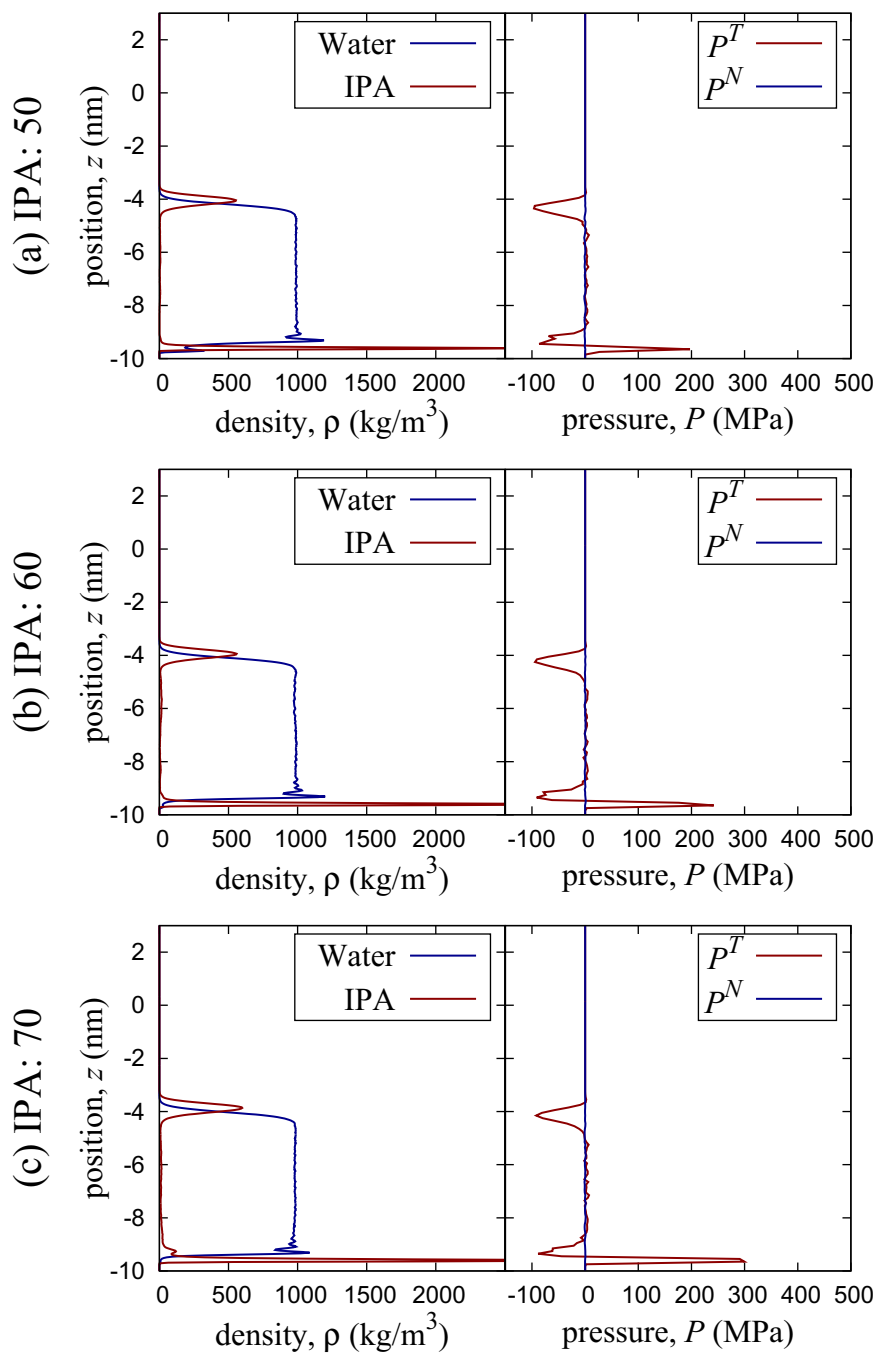 (a) IPA: 50
position, z (nm)
2
0
-2
-4
-6
-8
-10
Water
IPA
0 500 1000 1500 2000
density, ρ (kg/m³)
P^T
P^N
-100 0 100 200 300 400 500
pressure, P (MPa)
(b) IPA: 60
position, z (nm)
2
0
-2
-4
-6
-8
-10
Water
IPA
0 500 1000 1500 2000
density, ρ (kg/m³)
P^T
P^N
-100 0 100 200 300 400 500
pressure, P (MPa)
(c) IPA: 70
position, z (nm)
2
0
-2
-4
-6
-8
-10
Water
IPA
0 500 1000 1500 2000
density, ρ (kg/m³)
P^T
P^N
-100 0 100 200 300 400 500
pressure, P (MPa)